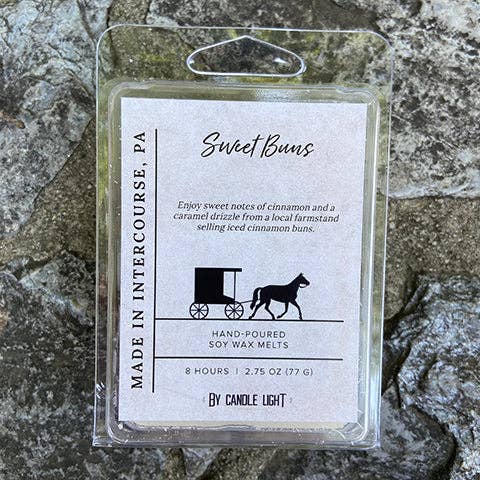 Sweet Buns
MADE IN INTERCOURSE, PA
Enjoy sweet notes of cinnamon and a
caramel drizzle from a local farmstand
selling iced cinnamon buns.
HAND-POURED
SOY WAX MELTS
8 HOURS | 2.75 OZ (77 G)
BY CANDLE LIGHT